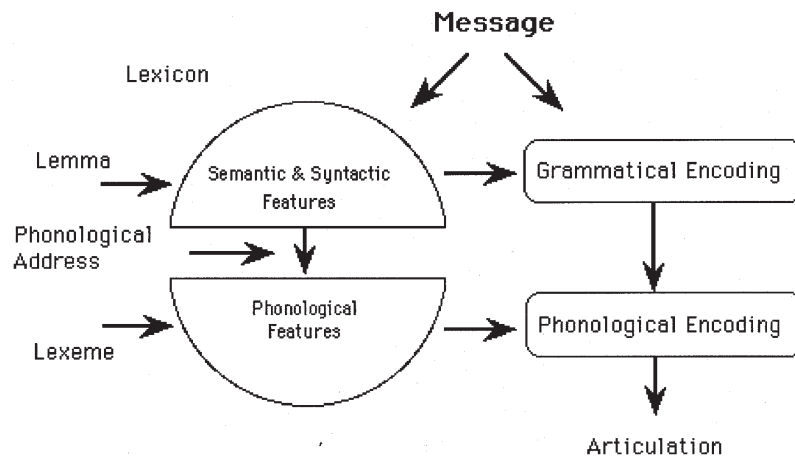 Message
Lexicon
Lemma
Semantic & Syntactic
Features
Grammatical Encoding
Phonological
Address
Phonological
Features
Phonological Encoding
Lexeme
Articulation